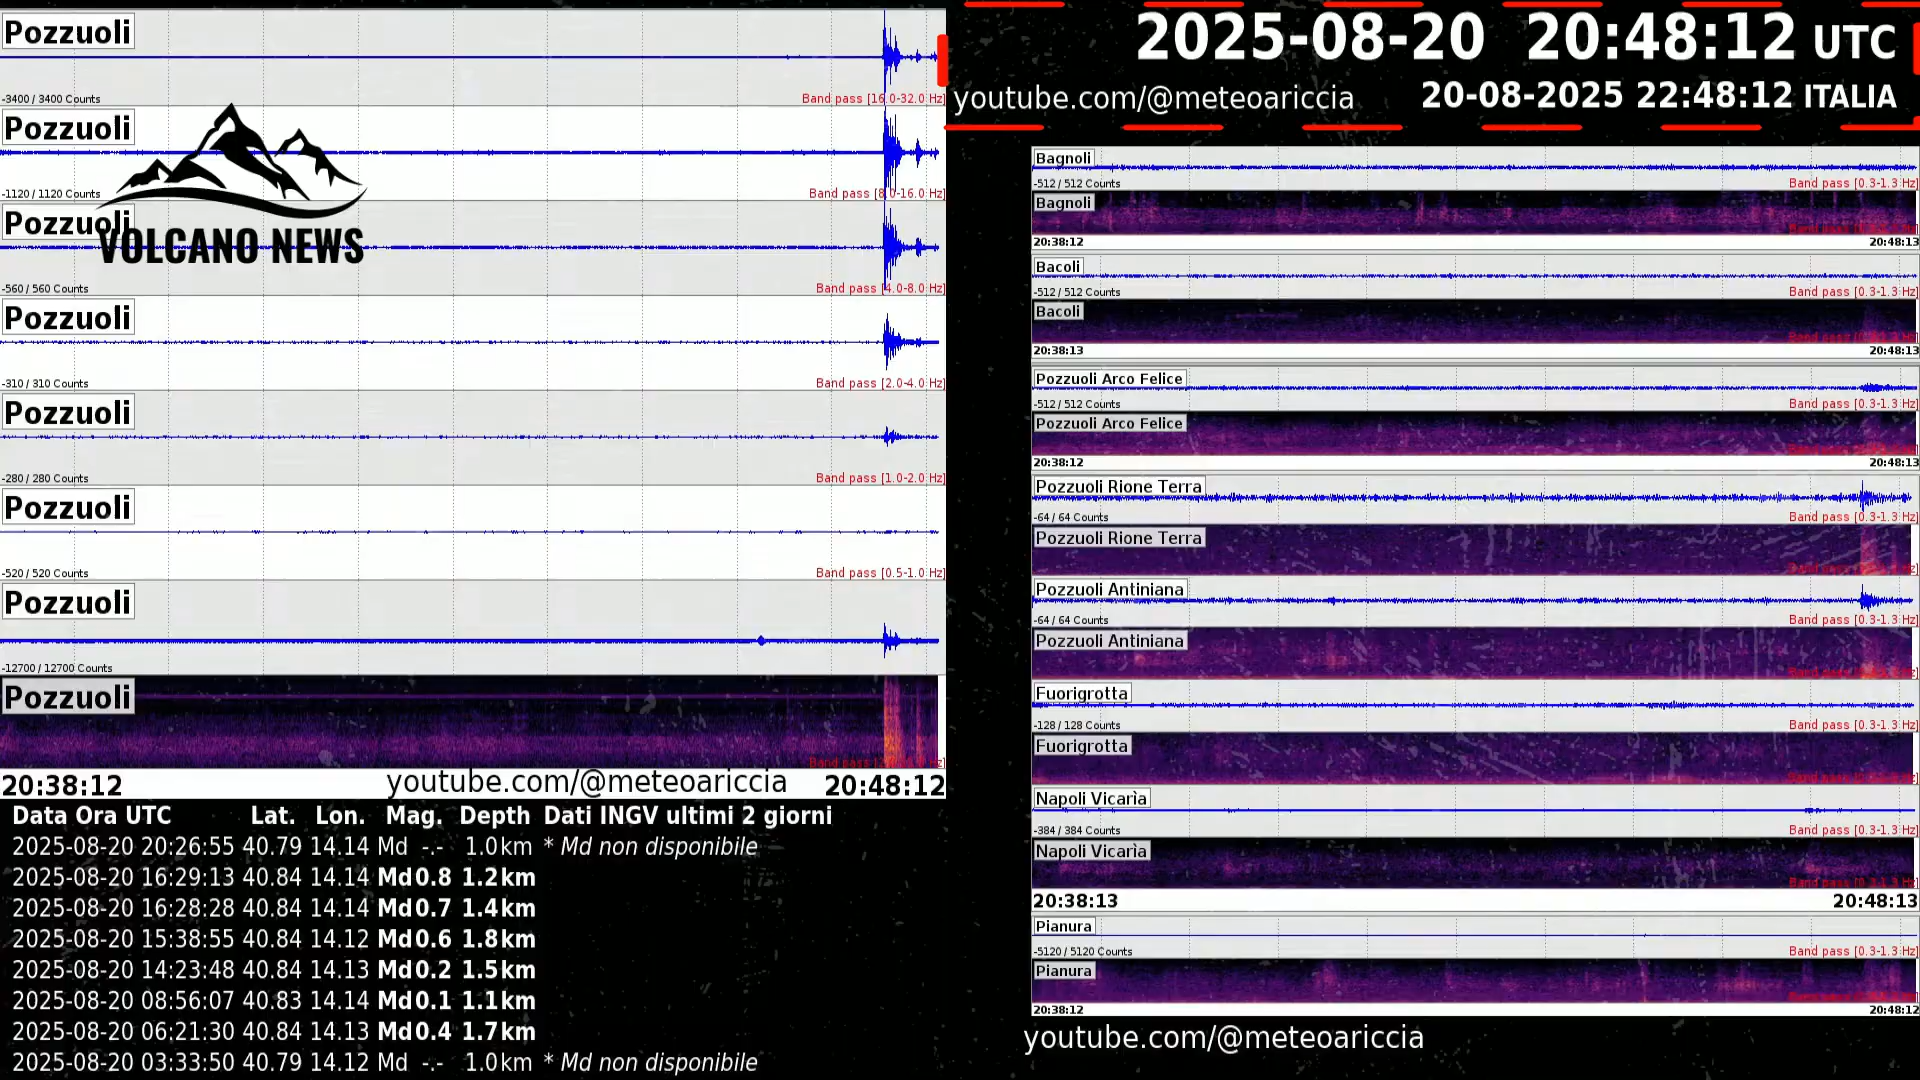 Pozzuoli
-3400 / 3400 Counts
Band pass [16.0-32.0 Hz]
Pozzuoli
-1120 / 1120 Counts
Band pass [8.0-16.0 Hz]
Pozzuoli
VOLCANO NEWS
-560 / 560 Counts
Band pass [4.0-8.0 Hz]
Pozzuoli
-310 / 310 Counts
Band pass [2.0-4.0 Hz]
Pozzuoli
-280 / 280 Counts
Band pass [1.0-2.0 Hz]
Pozzuoli
-520 / 520 Counts
Band pass [0.5-1.0 Hz]
Pozzuoli
-12700 / 12700 Counts
Pozzuoli
20:38:12 youtube.com/@meteoariccia 20:48:12
Data Ora UTC Lat. Lon. Mag. Depth Dati INGV ultimi 2 giorni
2025-08-20 20:26:55 40.79 14.14 Md -.- 1.0km * Md non disponibile
2025-08-20 16:29:13 40.84 14.14 Md0.8 1.2km
2025-08-20 16:28:28 40.84 14.14 Md0.7 1.4km
2025-08-20 15:38:55 40.84 14.12 Md0.6 1.8km
2025-08-20 14:23:48 40.84 14.13 Md0.2 1.5km
2025-08-20 08:56:07 40.83 14.14 Md0.1 1.1km
2025-08-20 06:21:30 40.84 14.13 Md0.4 1.7km
2025-08-20 03:33:50 40.79 14.12 Md -.- 1.0km * Md non disponibile
2025-08-20 20:48:12 UTC
youtube.com/@meteoariccia 20-08-2025 22:48:12 ITALIA
Bagnoli
-512 / 512 Counts
Band pass [0.3-1.3 Hz]
Bagnoli
20:38:12 20:48:13
Bacoli
-512 / 512 Counts
Band pass [0.3-1.3 Hz]
Bacoli
20:38:13 20:48:13
Pozzuoli Arco Felice
-512 / 512 Counts
Band pass [0.3-1.3 Hz]
Pozzuoli Arco Felice
20:38:12 20:48:13
Pozzuoli Rione Terra
-64 / 64 Counts
Band pass [0.3-1.3 Hz]
Pozzuoli Rione Terra
Pozzuoli Antiniana
-64 / 64 Counts
Band pass [0.3-1.3 Hz]
Pozzuoli Antiniana
Fuorigrotta
-128 / 128 Counts
Band pass [0.3-1.3 Hz]
Fuorigrotta
Napoli Vicarìa
-384 / 384 Counts
Band pass [0.3-1.3 Hz]
Napoli Vicarìa
20:38:13 20:48:13
Pianura
-5120 / 5120 Counts
Band pass [0.3-1.3 Hz]
Pianura
20:38:12 20:48:12
youtube.com/@meteoariccia